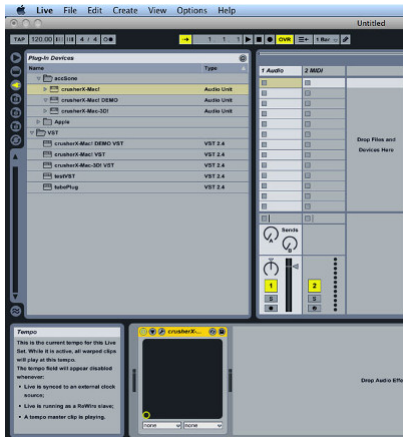 Live File Edit Create View Options Help
Untitled
TAP 120.00 4 / 4 1 . 1 . 1 OVR 1 Bar
Plug-In Devices
Name Type
accSone
crusherX-Mac! Audio Unit
crusherX-Mac! DEMO Audio Unit
crusherX-Mac-3D! Audio Unit
Apple
VST
crusherX-Mac! DEMO VST VST 2.4
crusherX-Mac! VST VST 2.4
crusherX-Mac-3D! VST VST 2.4
testVST VST 2.4
tubePlug VST 2.4
1 Audio 2 MIDI
Drop Files and
Devices Here
Sends
A
B
1 2
S S
Tempo
This is the current tempo for this Live
Set. While it is active, all warped clips
will play at this tempo.
The tempo field will appear disabled
whenever:
• Live is synced to an external clock
source;
• Live is running as a ReWire slave;
• A tempo master clip is playing.
crusherX-...
none none
Drop Audio Effe